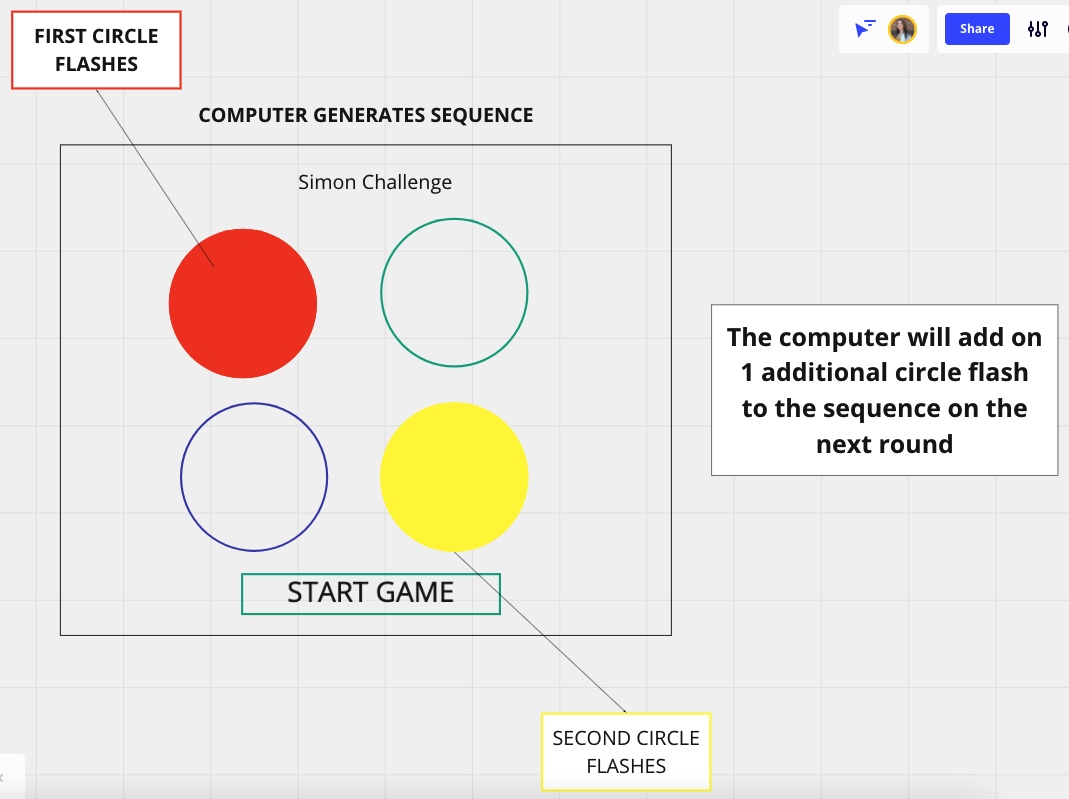 FIRST CIRCLE
FLASHES
Share
COMPUTER GENERATES SEQUENCE
Simon Challenge
The computer will add on
1 additional circle flash
to the sequence on the
next round
START GAME
SECOND CIRCLE
FLASHES